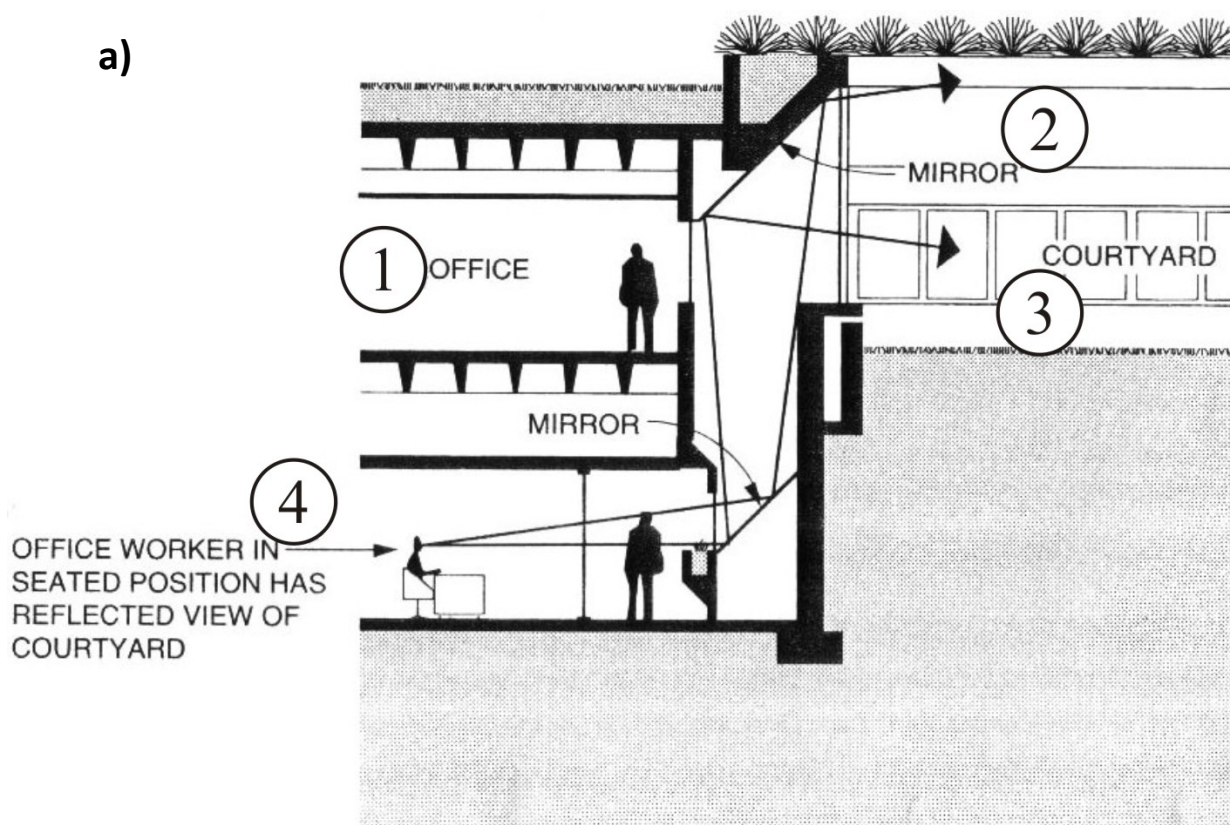 a)
2
MIRROR
1
OFFICE
COURTYARD
3
MIRROR
4
OFFICE WORKER IN
SEATED POSITION HAS
REFLECTED VIEW OF
COURTYARD